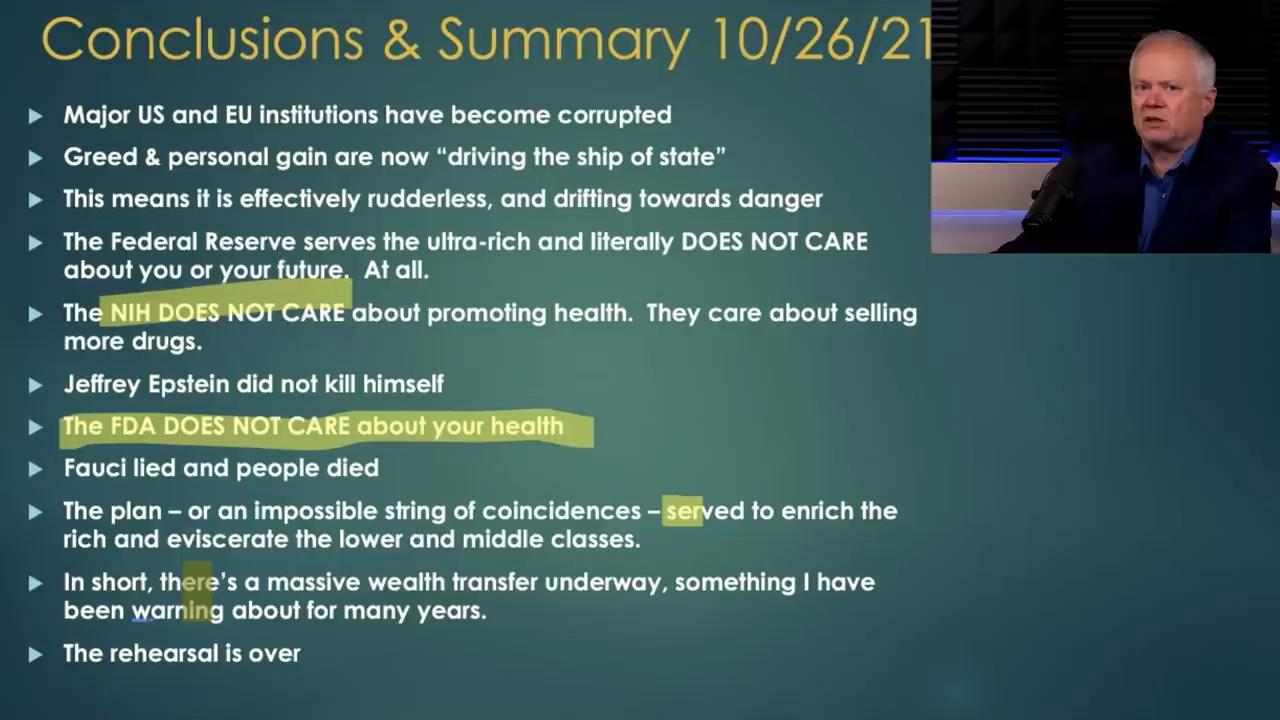 Conclusions & Summary 10/26/21
Major US and EU institutions have become corrupted
Greed & personal gain are now “driving the ship of state”
This means it is effectively rudderless, and drifting towards danger
The Federal Reserve serves the ultra-rich and literally DOES NOT CARE
about you or your future. At all.
The NIH DOES NOT CARE about promoting health. They care about selling
more drugs.
Jeffrey Epstein did not kill himself
The FDA DOES NOT CARE about your health
Fauci lied and people died
The plan – or an impossible string of coincidences – served to enrich the
rich and eviscerate the lower and middle classes.
In short, there’s a massive wealth transfer underway, something I have
been warning about for many years.
The rehearsal is over